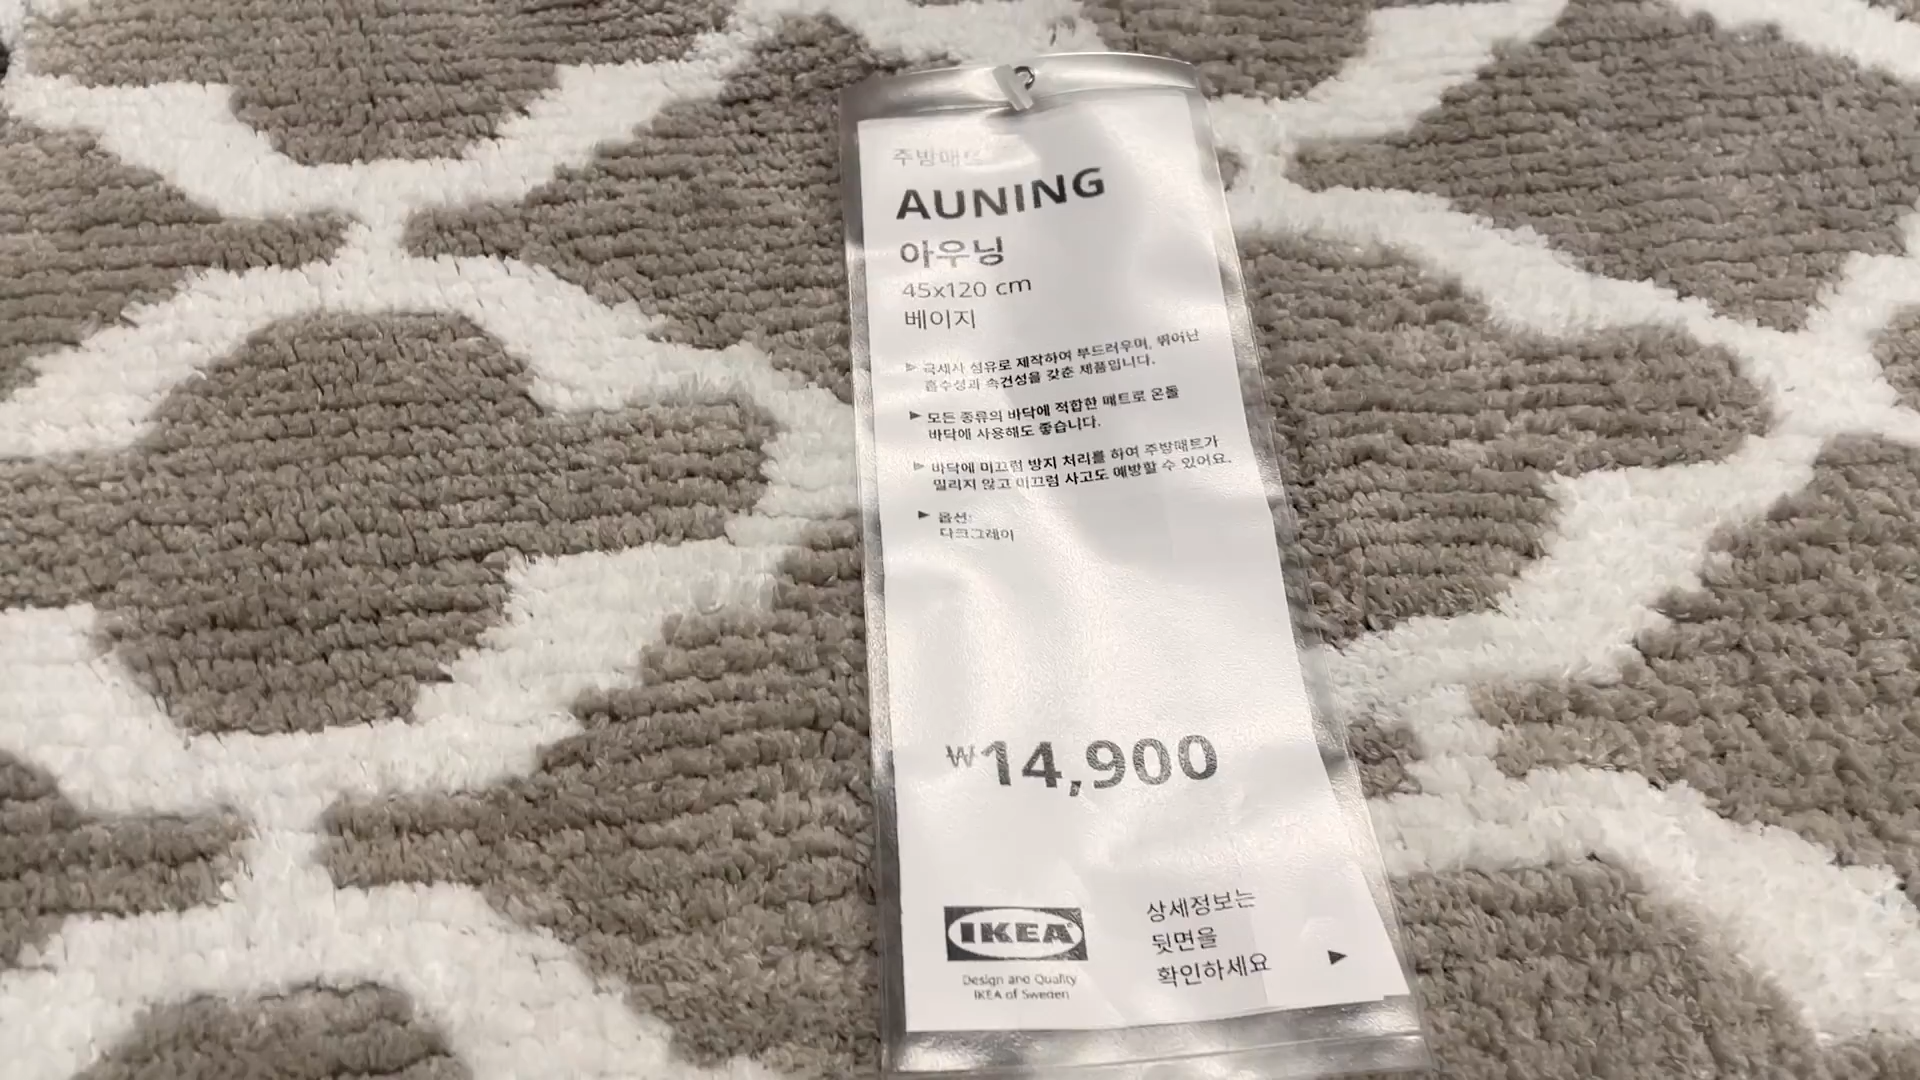 주방매트
AUNING
아우닝
45x120 cm
베이지
▶ 극세사 섬유로 제작하여 부드러우며, 뛰어난
흡수성과 속건성을 갖춘 제품입니다.
▶ 모든 종류의 바닥에 적합한 매트로 온돌
바닥에 사용해도 좋습니다.
▶ 바닥에 미끄럼 방지 처리를 하여 주방매트가
밀리지 않고 미끄럼 사고도 예방할 수 있어요.
▶ 옵션:
다크그레이
₩14,900
IKEA
Design and Quality
IKEA of Sweden
상세정보는
뒷면을
확인하세요 ▶